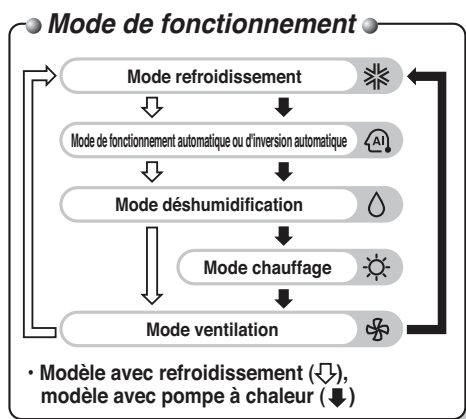 Mode de fonctionnement
Mode refroidissement
Mode de fonctionnement automatique ou d'inversion automatique
AI
Mode déshumidification
Mode chauffage
Mode ventilation
· Modèle avec refroidissement (⇩),
modèle avec pompe à chaleur (⬇)